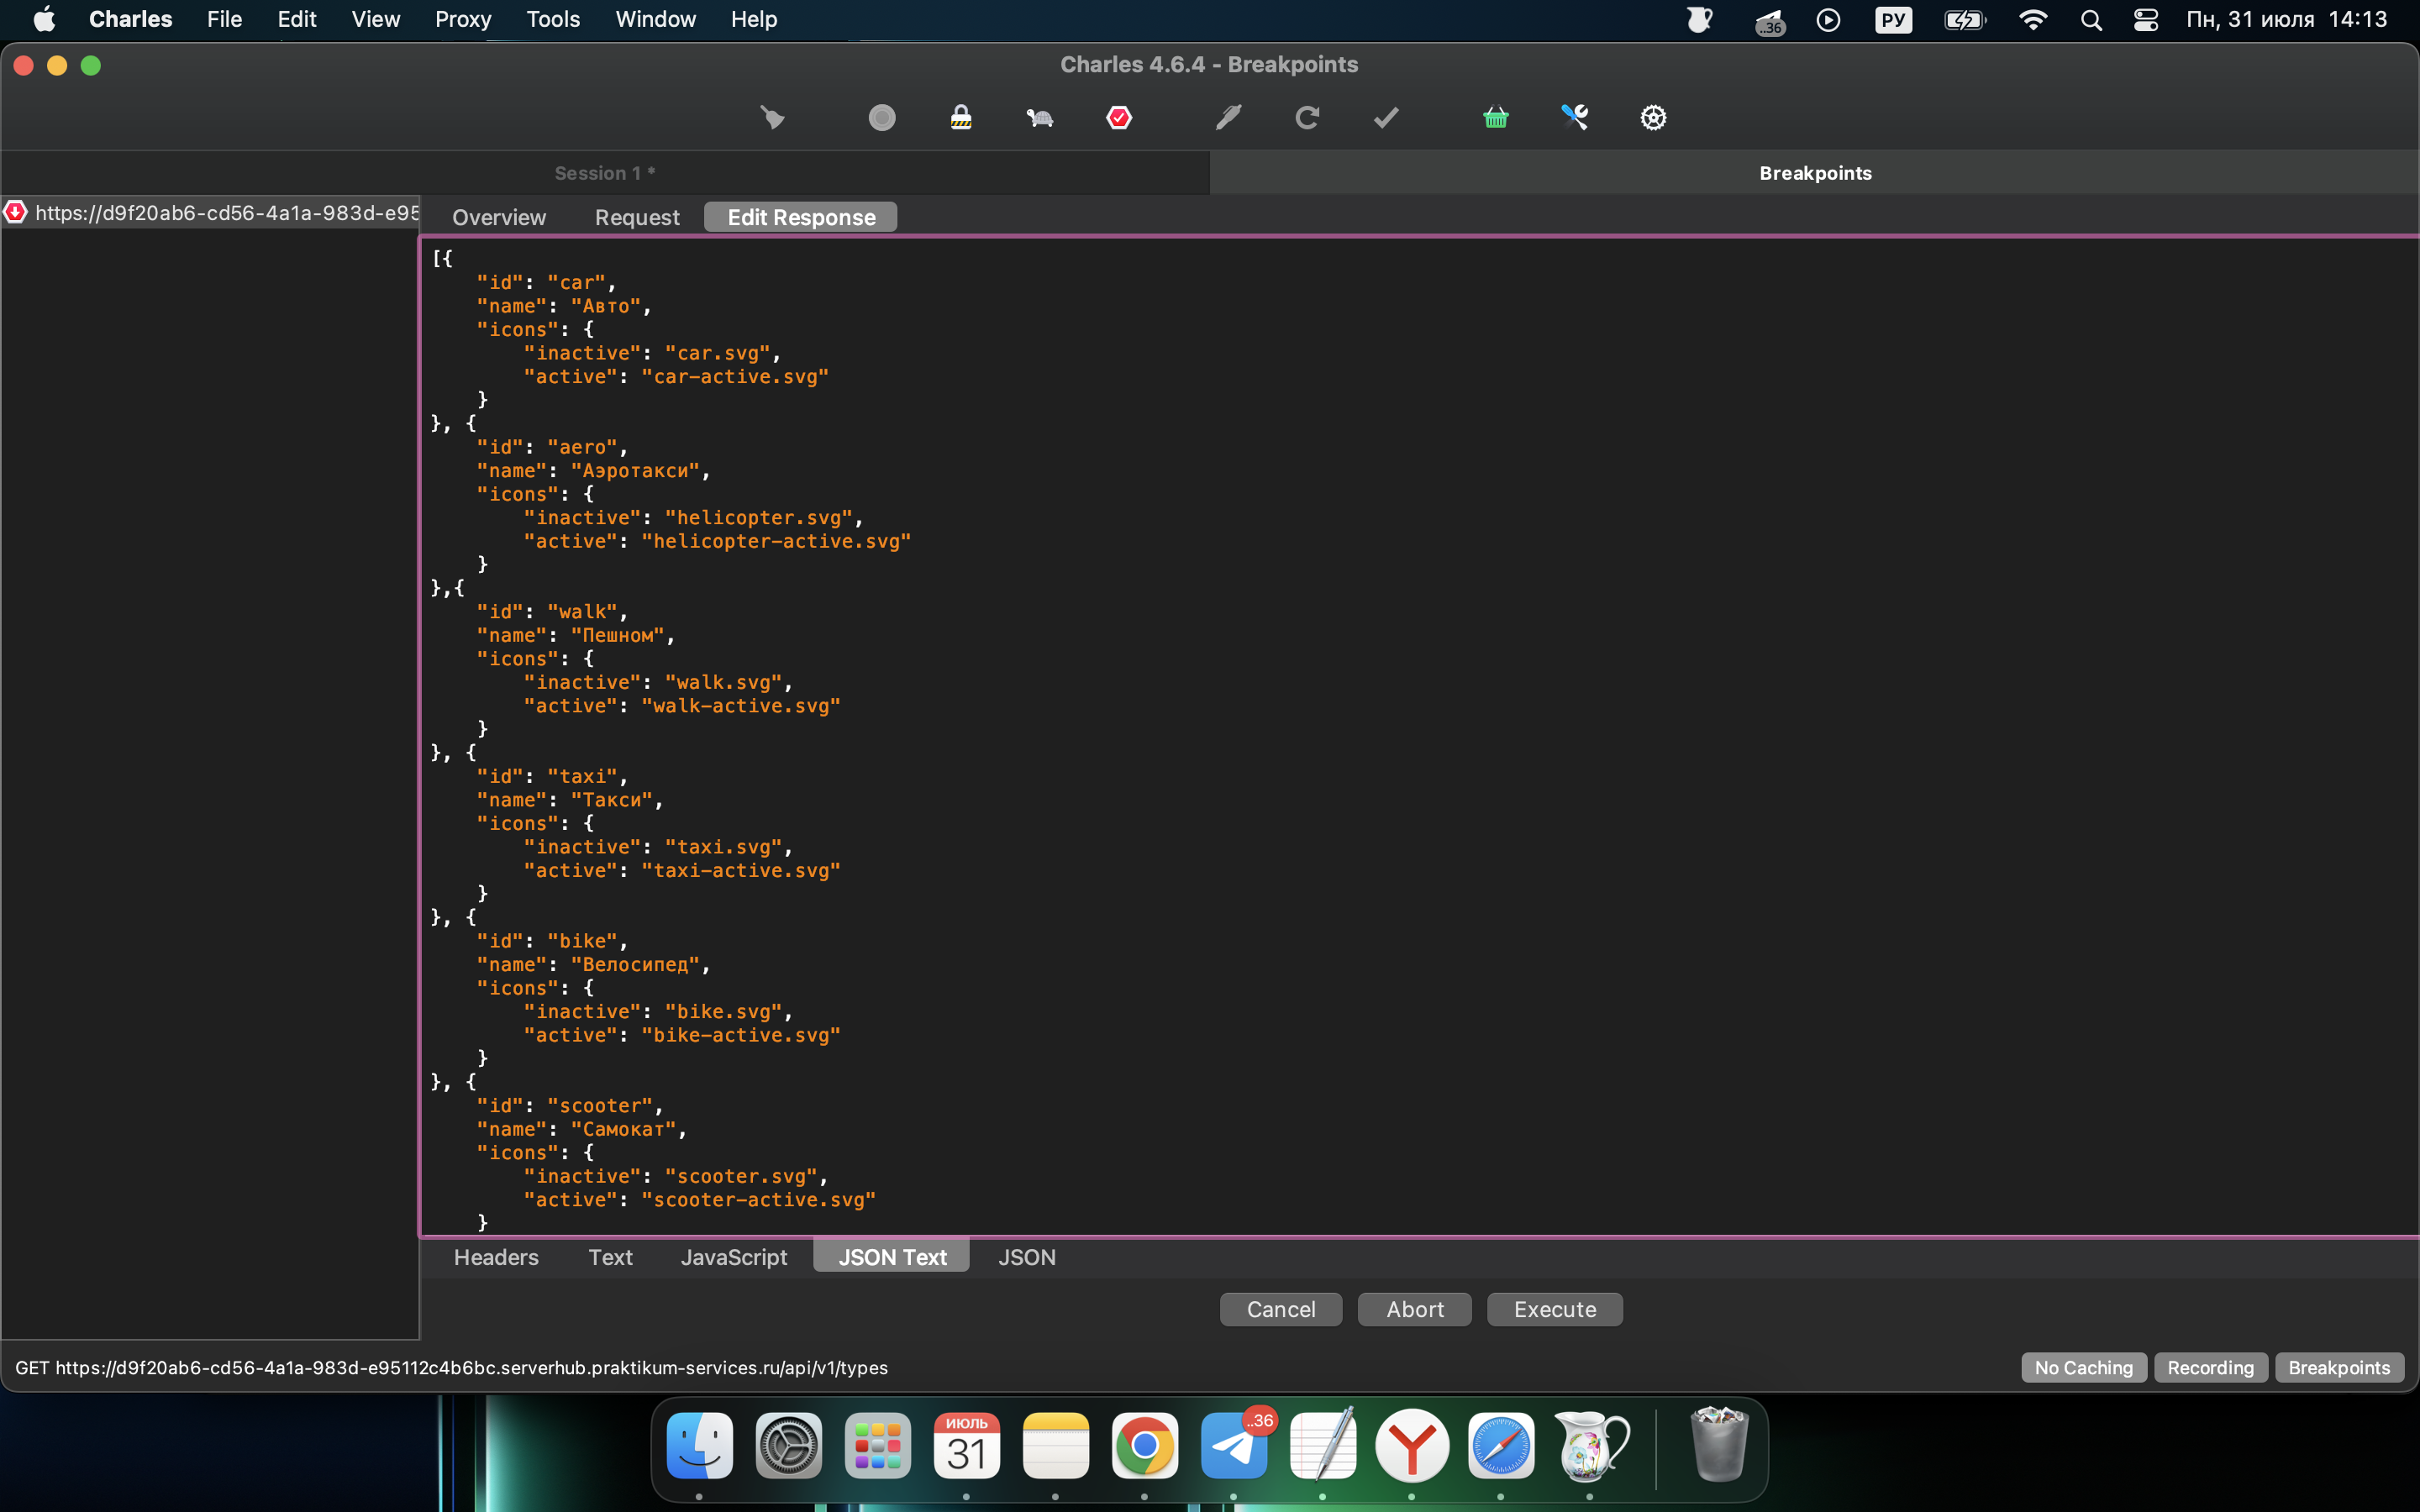 Charles File Edit View Proxy Tools Window Help ..36 РУ Пн, 31 июля 14:13
Charles 4.6.4 - Breakpoints
Session 1 * Breakpoints
https://d9f20ab6-cd56-4a1a-983d-e95
Overview Request Edit Response
[{
"id": "car",
"name": "Авто",
"icons": {
"inactive": "car.svg",
"active": "car-active.svg"
}
}, {
"id": "aero",
"name": "Аэротакси",
"icons": {
"inactive": "helicopter.svg",
"active": "helicopter-active.svg"
}
},{
"id": "walk",
"name": "Пешном",
"icons": {
"inactive": "walk.svg",
"active": "walk-active.svg"
}
}, {
"id": "taxi",
"name": "Такси",
"icons": {
"inactive": "taxi.svg",
"active": "taxi-active.svg"
}
}, {
"id": "bike",
"name": "Велосипед",
"icons": {
"inactive": "bike.svg",
"active": "bike-active.svg"
}
}, {
"id": "scooter",
"name": "Самокат",
"icons": {
"inactive": "scooter.svg",
"active": "scooter-active.svg"
}
Headers Text JavaScript JSON Text JSON
Cancel Abort Execute
GET https://d9f20ab6-cd56-4a1a-983d-e95112c4b6bc.serverhub.praktikum-services.ru/api/v1/types No Caching Recording Breakpoints
ИЮЛЬ
31
..36